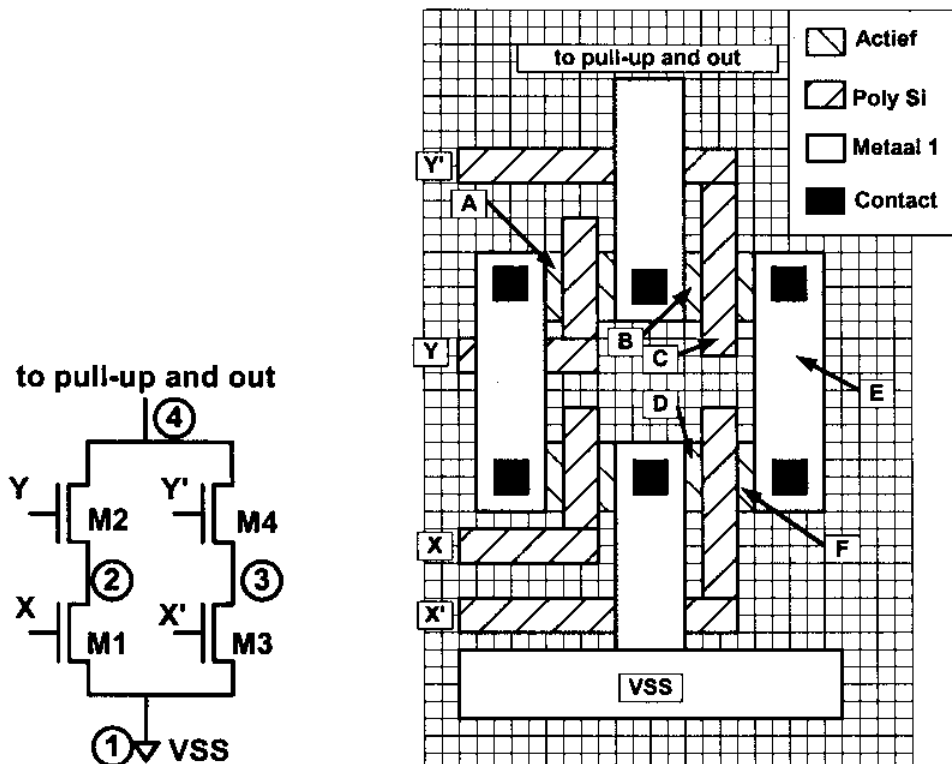 to pull-up and out
4
Y
Y'
M2
M4
2
3
X
X'
M1
M3
1
VSS
to pull-up and out
Actief
Poly Si
Metaal 1
Contact
Y'
A
B
Y
C
D
E
X
F
X'
VSS